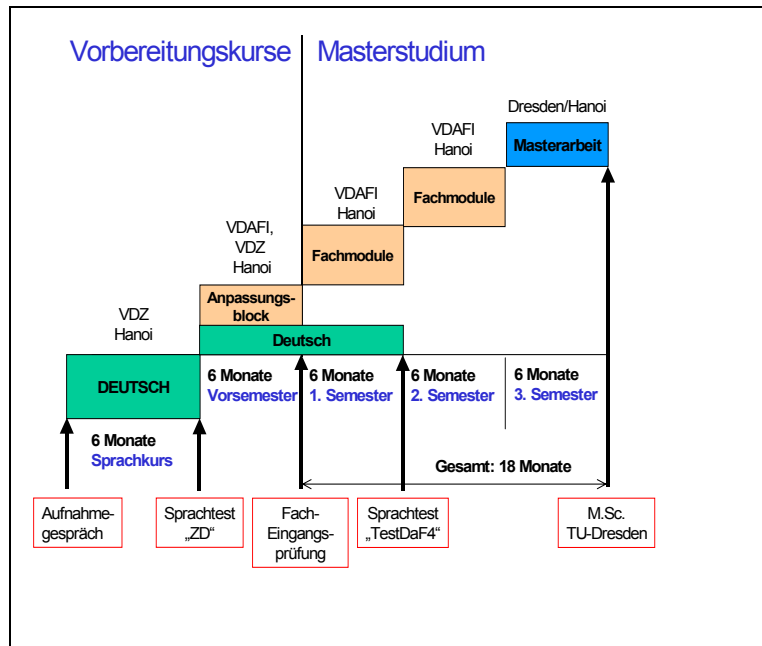 Vorbereitungskurse
Masterstudium
Dresden/Hanoi
Masterarbeit
VDAFI
Hanoi
Fachmodule
VDAFI
Hanoi
Fachmodule
VDAFI,
VDZ
Hanoi
Anpassungs-
block
VDZ
Hanoi
Deutsch
DEUTSCH
6 Monate
Vorsemester
6 Monate
1. Semester
6 Monate
2. Semester
6 Monate
3. Semester
6 Monate
Sprachkurs
Gesamt: 18 Monate
Aufnahme-
gespräch
Sprachtest
„ZD“
Fach-
Eingangs-
prüfung
Sprachtest
„TestDaF4“
M.Sc.
TU-Dresden